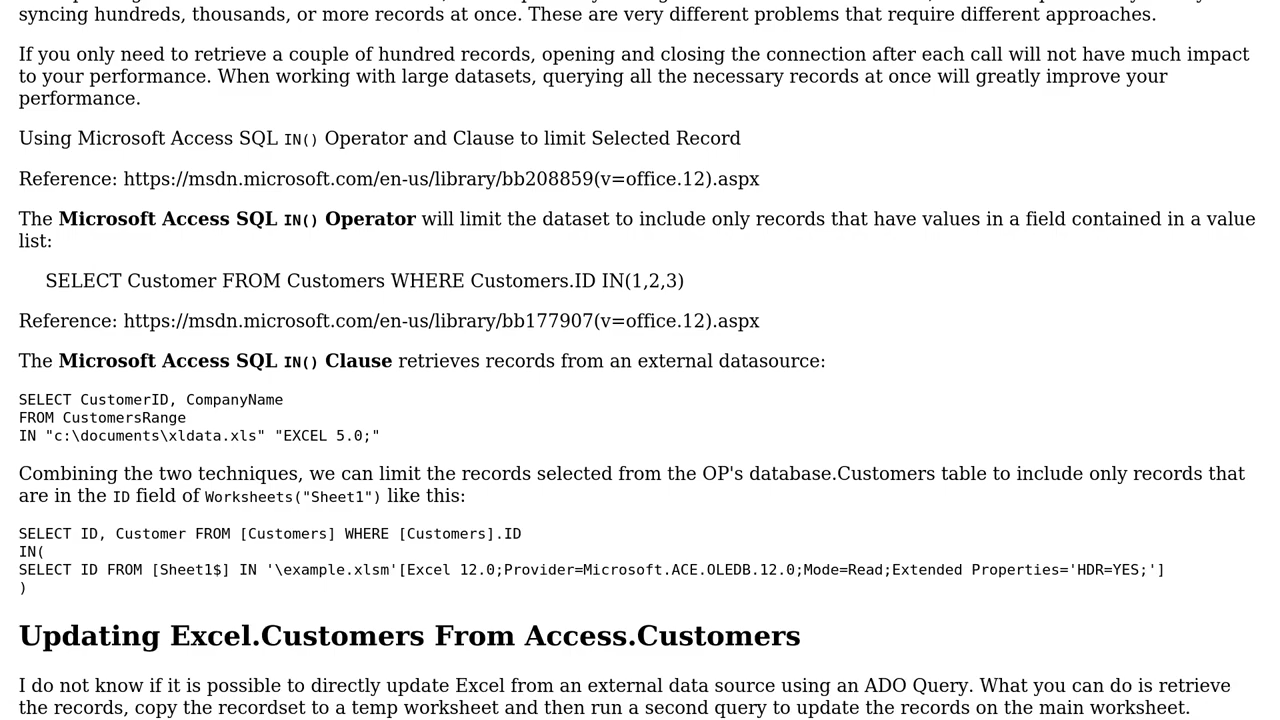 syncing hundreds, thousands, or more records at once. These are very different problems that require different approaches.
If you only need to retrieve a couple of hundred records, opening and closing the connection after each call will not have much impact
to your performance. When working with large datasets, querying all the necessary records at once will greatly improve your
performance.
Using Microsoft Access SQL IN() Operator and Clause to limit Selected Record
Reference: https://msdn.microsoft.com/en-us/library/bb208859(v=office.12).aspx
The Microsoft Access SQL IN() Operator will limit the dataset to include only records that have values in a field contained in a value
list:
SELECT Customer FROM Customers WHERE Customers.ID IN(1,2,3)
Reference: https://msdn.microsoft.com/en-us/library/bb177907(v=office.12).aspx
The Microsoft Access SQL IN() Clause retrieves records from an external datasource:
SELECT CustomerID, CompanyName
FROM CustomersRange
IN "c:\documents\xldata.xls" "EXCEL 5.0;"
Combining the two techniques, we can limit the records selected from the OP's database.Customers table to include only records that
are in the ID field of Worksheets("Sheet1") like this:
SELECT ID, Customer FROM [Customers] WHERE [Customers].ID
IN(
SELECT ID FROM [Sheet1$] IN '\example.xlsm'[Excel 12.0;Provider=Microsoft.ACE.OLEDB.12.0;Mode=Read;Extended Properties='HDR=YES;']
)
Updating Excel.Customers From Access.Customers
I do not know if it is possible to directly update Excel from an external data source using an ADO Query. What you can do is retrieve
the records, copy the recordset to a temp worksheet and then run a second query to update the records on the main worksheet.